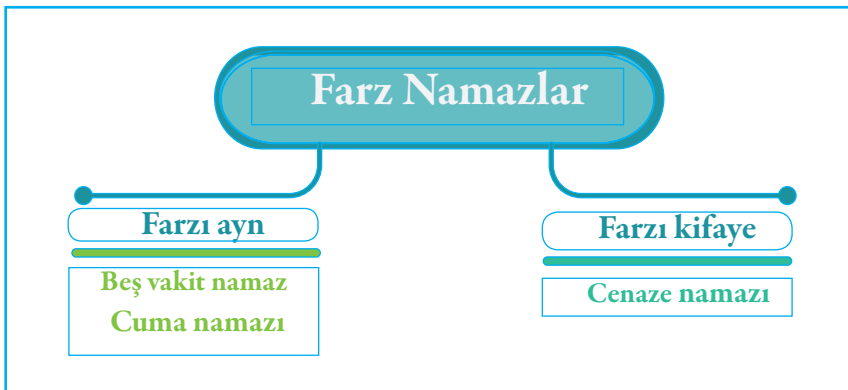 Farz Namazlar
Farzı ayn
Beş vakit namaz
Cuma namazı
Farzı kifaye
Cenaze namazı